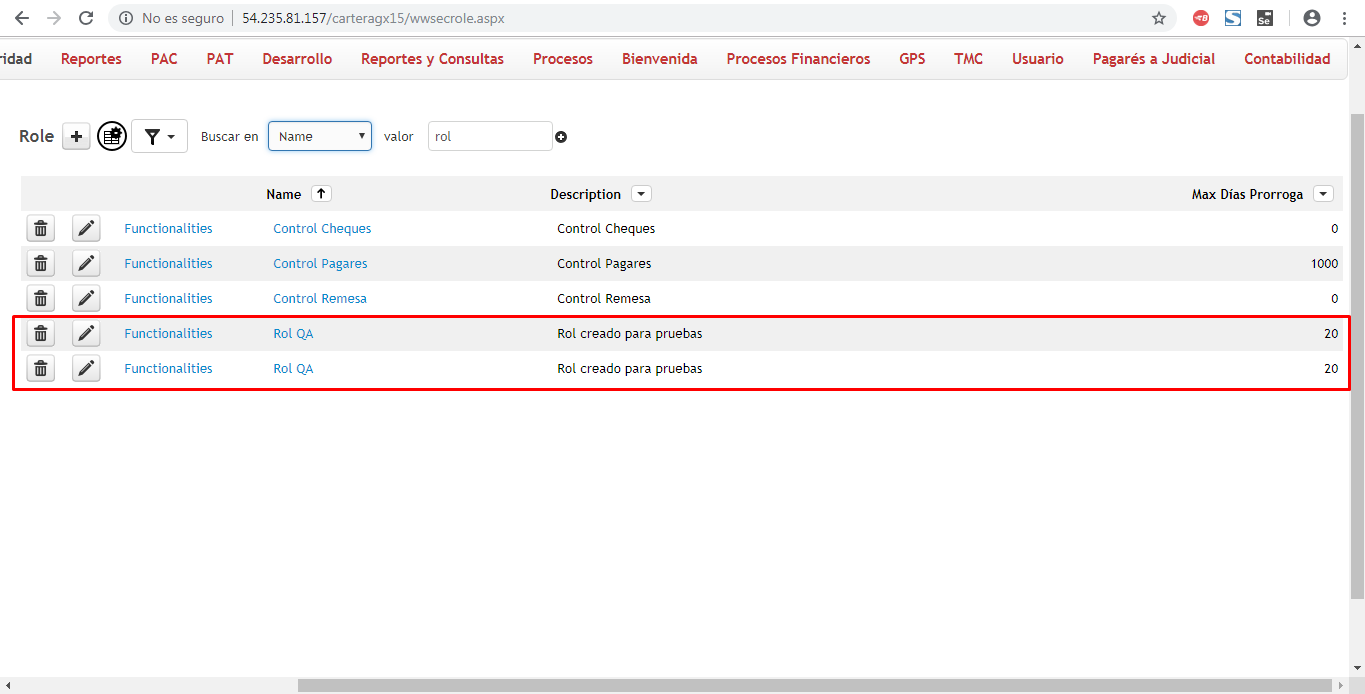 No es seguro 54.235.81.157/carteragx15/wwsecrole.aspx
ridad Reportes PAC PAT Desarrollo Reportes y Consultas Procesos Bienvenida Procesos Financieros GPS TMC Usuario Pagarés a Judicial Contabilidad
Role Buscar en Name valor rol
Name Description Max Días Prorroga
Functionalities Control Cheques Control Cheques 0
Functionalities Control Pagares Control Pagares 1000
Functionalities Control Remesa Control Remesa 0
Functionalities Rol QA Rol creado para pruebas 20
Functionalities Rol QA Rol creado para pruebas 20